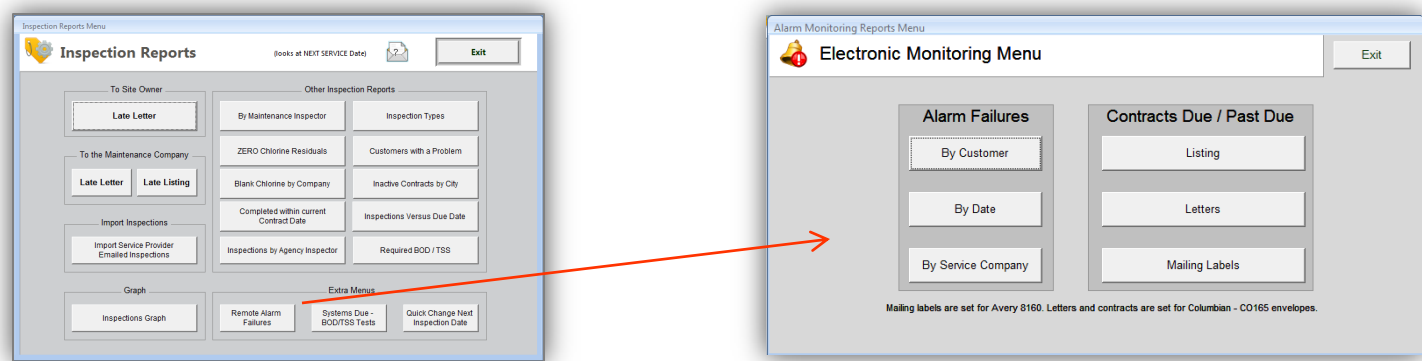 Inspection Reports Menu
Inspection Reports
(looks at NEXT SERVICE Date)
?
Exit
To Site Owner
Late Letter
To the Maintenance Company
Late Letter
Late Listing
Import Inspections
Import Service Provider
Emailed Inspections
Graph
Inspections Graph
Other Inspection Reports
By Maintenance Inspector
Inspection Types
ZERO Chlorine Residuals
Customers with a Problem
Blank Chlorine by Company
Inactive Contracts by City
Completed within current
Contract Date
Inspections Versus Due Date
Inspections by Agency Inspector
Required BOD / TSS
Extra Menus
Remote Alarm
Failures
Systems Due -
BOD/TSS Tests
Quick Change Next
Inspection Date
Alarm Monitoring Reports Menu
Electronic Monitoring Menu
Exit
Alarm Failures
By Customer
By Date
By Service Company
Contracts Due / Past Due
Listing
Letters
Mailing Labels
Mailing labels are set for Avery 8160. Letters and contracts are set for Columbian - CO165 envelopes.